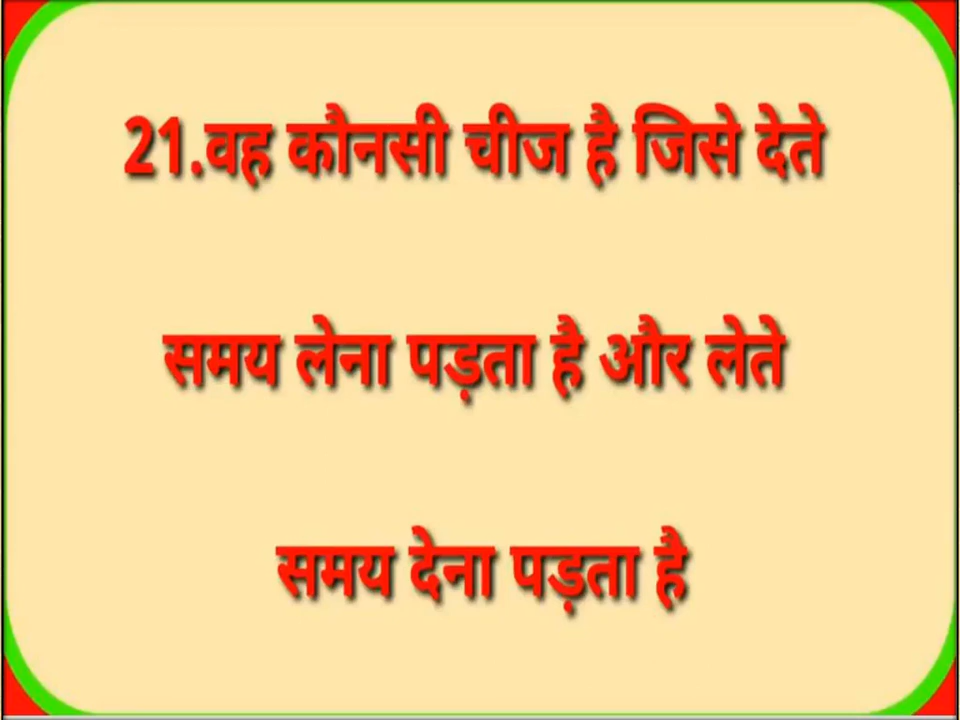 21.वह कौनसी चीज है जिसे देते
समय लेना पड़ता है और लेते
समय देना पड़ता है